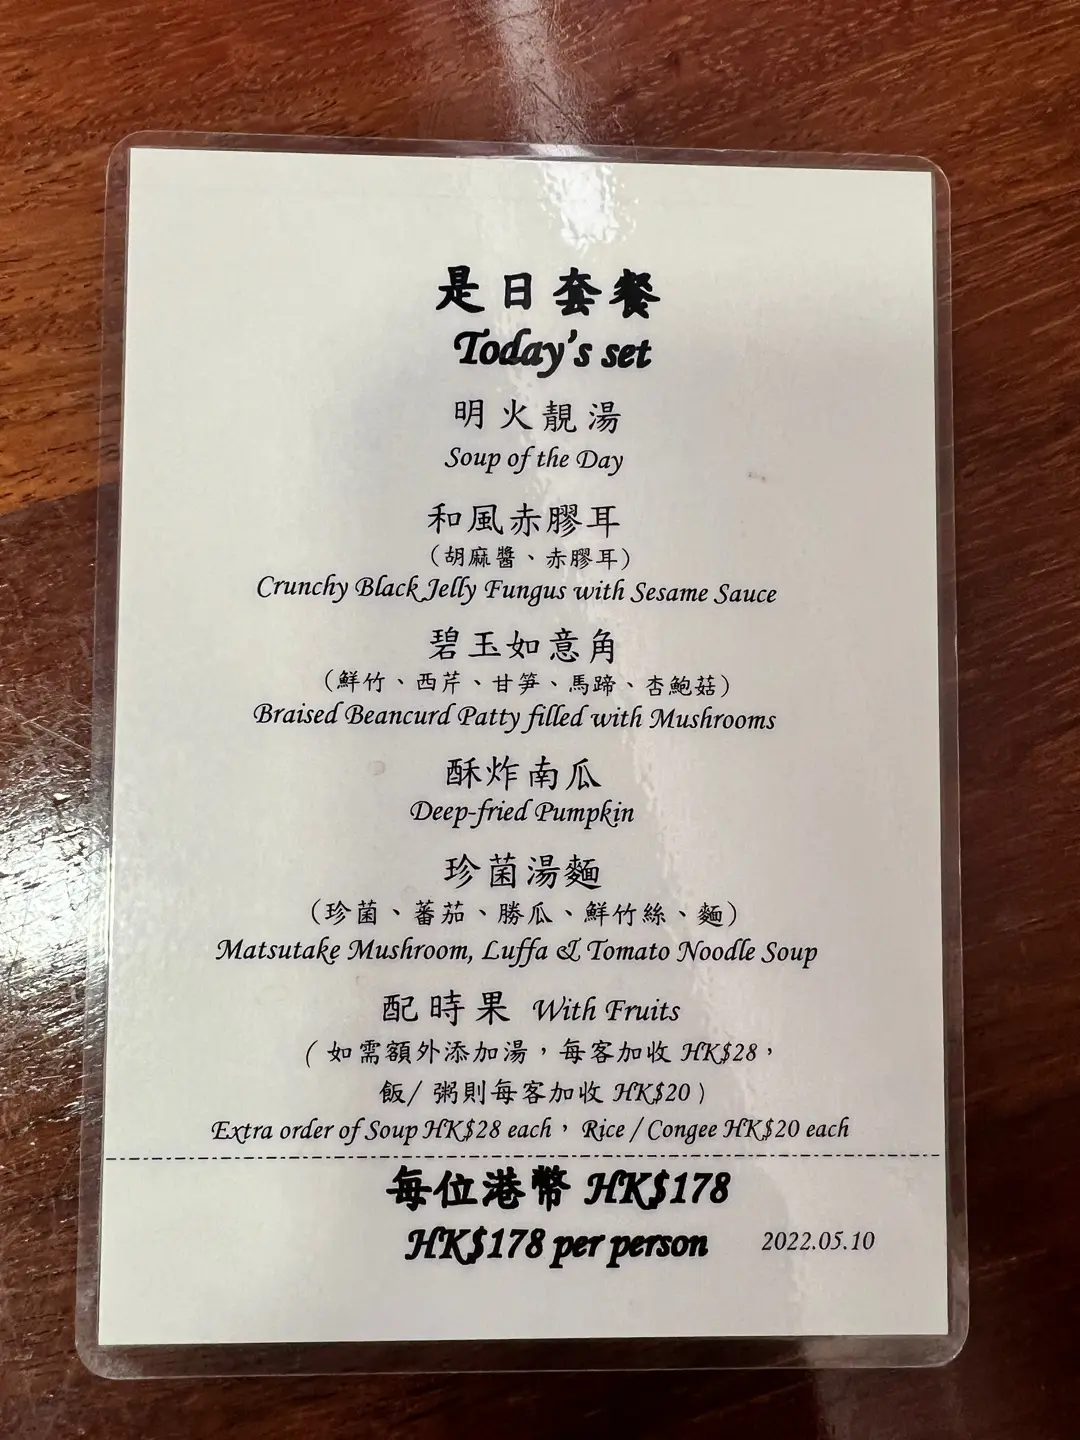 是日套餐
Today's set
明火靚湯
Soup of the Day
和風赤膠耳
（胡麻醬、赤膠耳）
Crunchy Black Jelly Fungus with Sesame Sauce
碧玉如意角
（鮮竹、西芹、甘笋、馬蹄、杏鮑菇）
Braised Beancurd Patty filled with Mushrooms
酥炸南瓜
Deep-fried Pumpkin
珍菌湯麵
（珍菌、蕃茄、勝瓜、鮮竹絲、麵）
Matsutake Mushroom, Luffa & Tomato Noodle Soup
配時果 With Fruits
( 如需額外添加湯，每客加收 HK$28，
飯/ 粥則每客加收 HK$20 )
Extra order of Soup HK$28 each，Rice / Congee HK$20 each
每位港幣 HK$178
HK$178 per person
2022.05.10